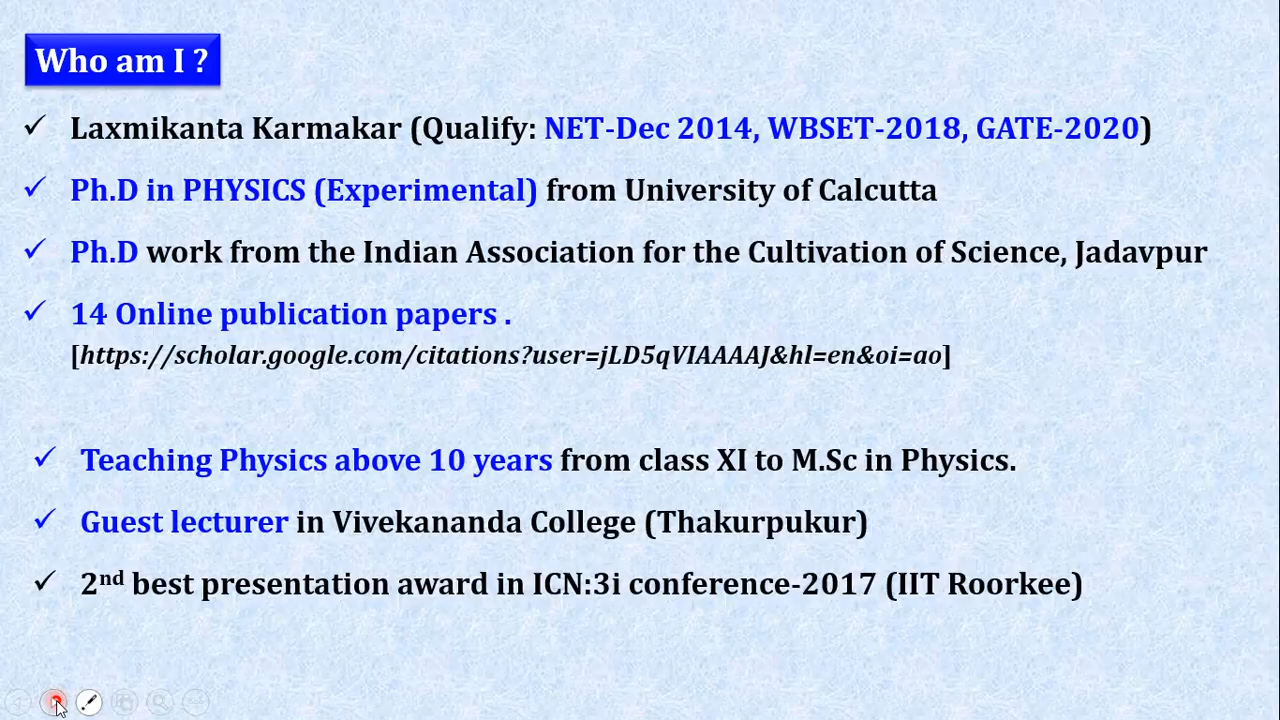 Who am I ?
✓ Laxmikanta Karmakar (Qualify: NET-Dec 2014, WBSET-2018, GATE-2020)
✓ Ph.D in PHYSICS (Experimental) from University of Calcutta
✓ Ph.D work from the Indian Association for the Cultivation of Science, Jadavpur
✓ 14 Online publication papers .
[https://scholar.google.com/citations?user=jLD5qVIAAAAJ&hl=en&oi=ao]
✓ Teaching Physics above 10 years from class XI to M.Sc in Physics.
✓ Guest lecturer in Vivekananda College (Thakurpukur)
✓ 2nd best presentation award in ICN:3i conference-2017 (IIT Roorkee)